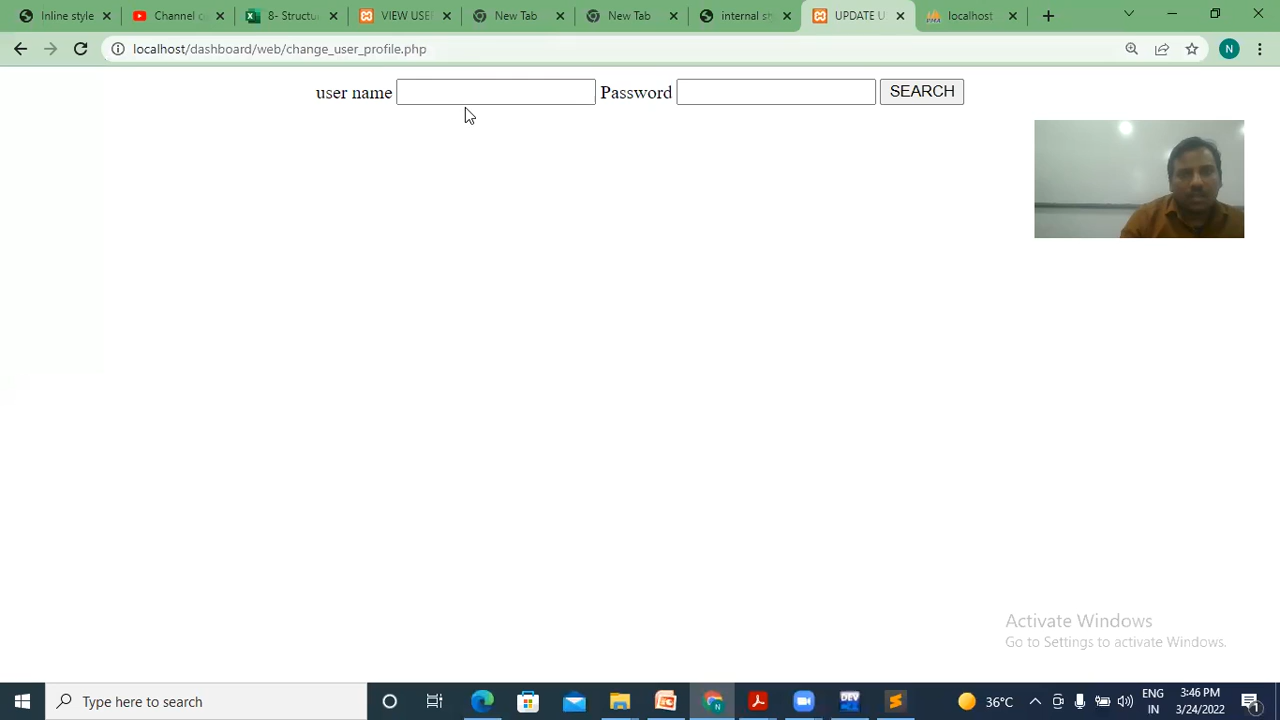 Inline style
Channel c
8- Structu
VIEW USE
New Tab
New Tab
internal sh
UPDATE U
localhost
localhost/dashboard/web/change_user_profile.php
N
user name Password SEARCH
Activate Windows
Go to Settings to activate Windows.
Type here to search
36°C
ENG
IN
3:46 PM
3/24/2022